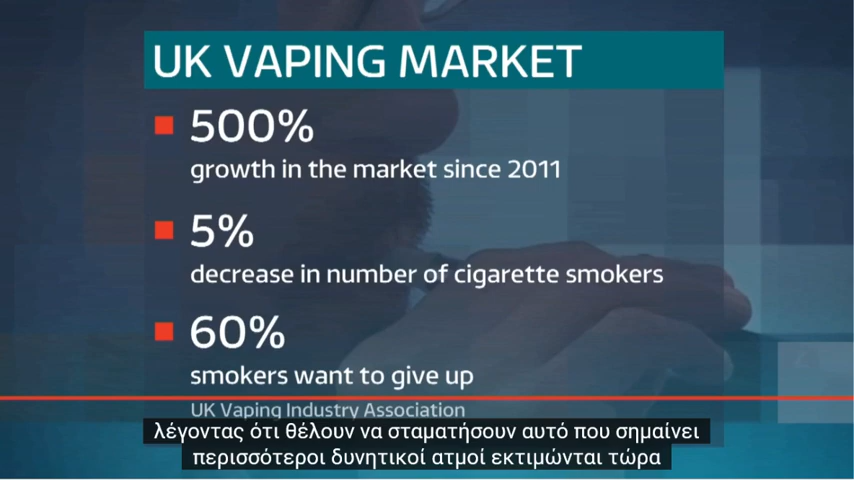 UK VAPING MARKET
500%
growth in the market since 2011
5%
decrease in number of cigarette smokers
60%
smokers want to give up
UK Vaping Industry Association
λέγοντας ότι θέλουν να σταματήσουν αυτό που σημαίνει
περισσότεροι δυνητικοί ατμοί εκτιμώνται τώρα